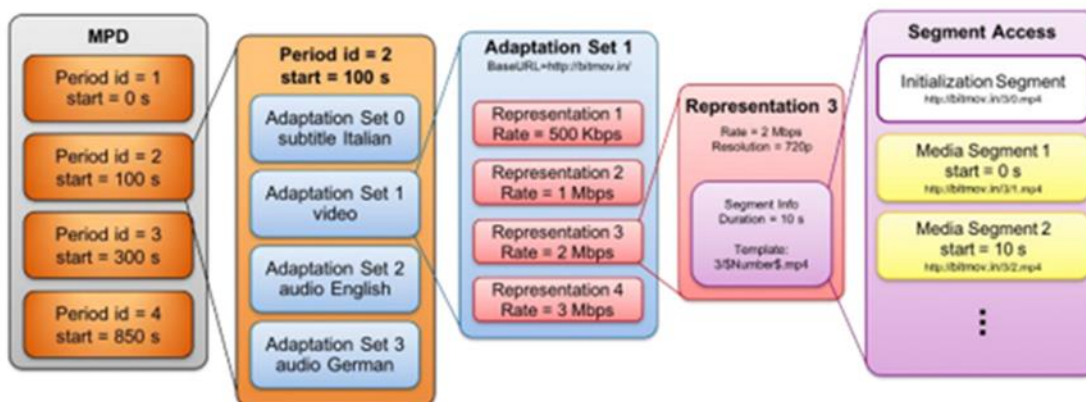 MPD
Period id = 1
start = 0 s
Period id = 2
start = 100 s
Period id = 3
start = 300 s
Period id = 4
start = 850 s
Period id = 2
start = 100 s
Adaptation Set 0
subtitle Italian
Adaptation Set 1
video
Adaptation Set 2
audio English
Adaptation Set 3
audio German
Adaptation Set 1
BaseURL=http://bitmov.in/
Representation 1
Rate = 500 Kbps
Representation 2
Rate = 1 Mbps
Representation 3
Rate = 2 Mbps
Representation 4
Rate = 3 Mbps
Representation 3
Rate = 2 Mbps
Resolution = 720p
Segment Info
Duration = 10 s
Template:
3/$Number$.mp4
Segment Access
Initialization Segment
http://bitmov.in/3/0.mp4
Media Segment 1
start = 0 s
http://bitmov.in/3/1.mp4
Media Segment 2
start = 10 s
http://bitmov.in/3/2.mp4